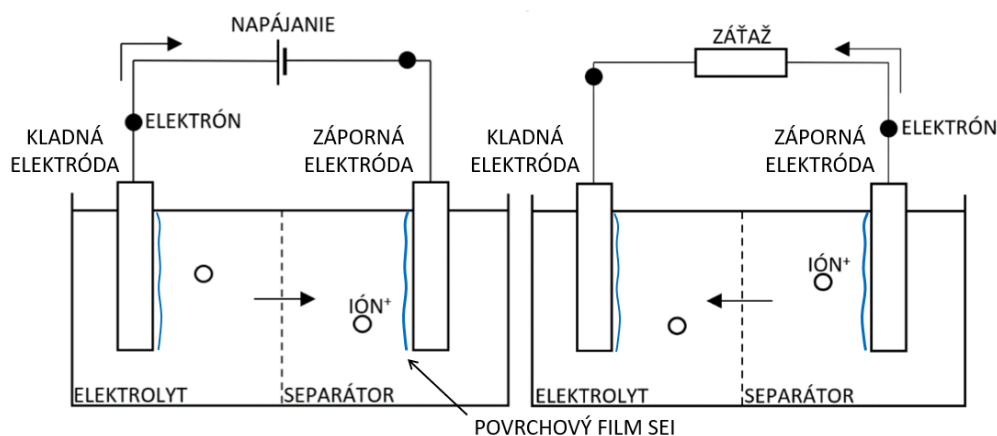 NAPÁJANIE
ELEKTRÓN
KLADNÁ
ELEKTRÓDA
ZÁPORNÁ
ELEKTRÓDA
IÓN⁺
ELEKTROLYT
SEPARÁTOR
ZÁŤAŽ
ELEKTRÓN
KLADNÁ
ELEKTRÓDA
ZÁPORNÁ
ELEKTRÓDA
IÓN⁺
ELEKTROLYT
SEPARÁTOR
POVRCHOVÝ FILM SEI